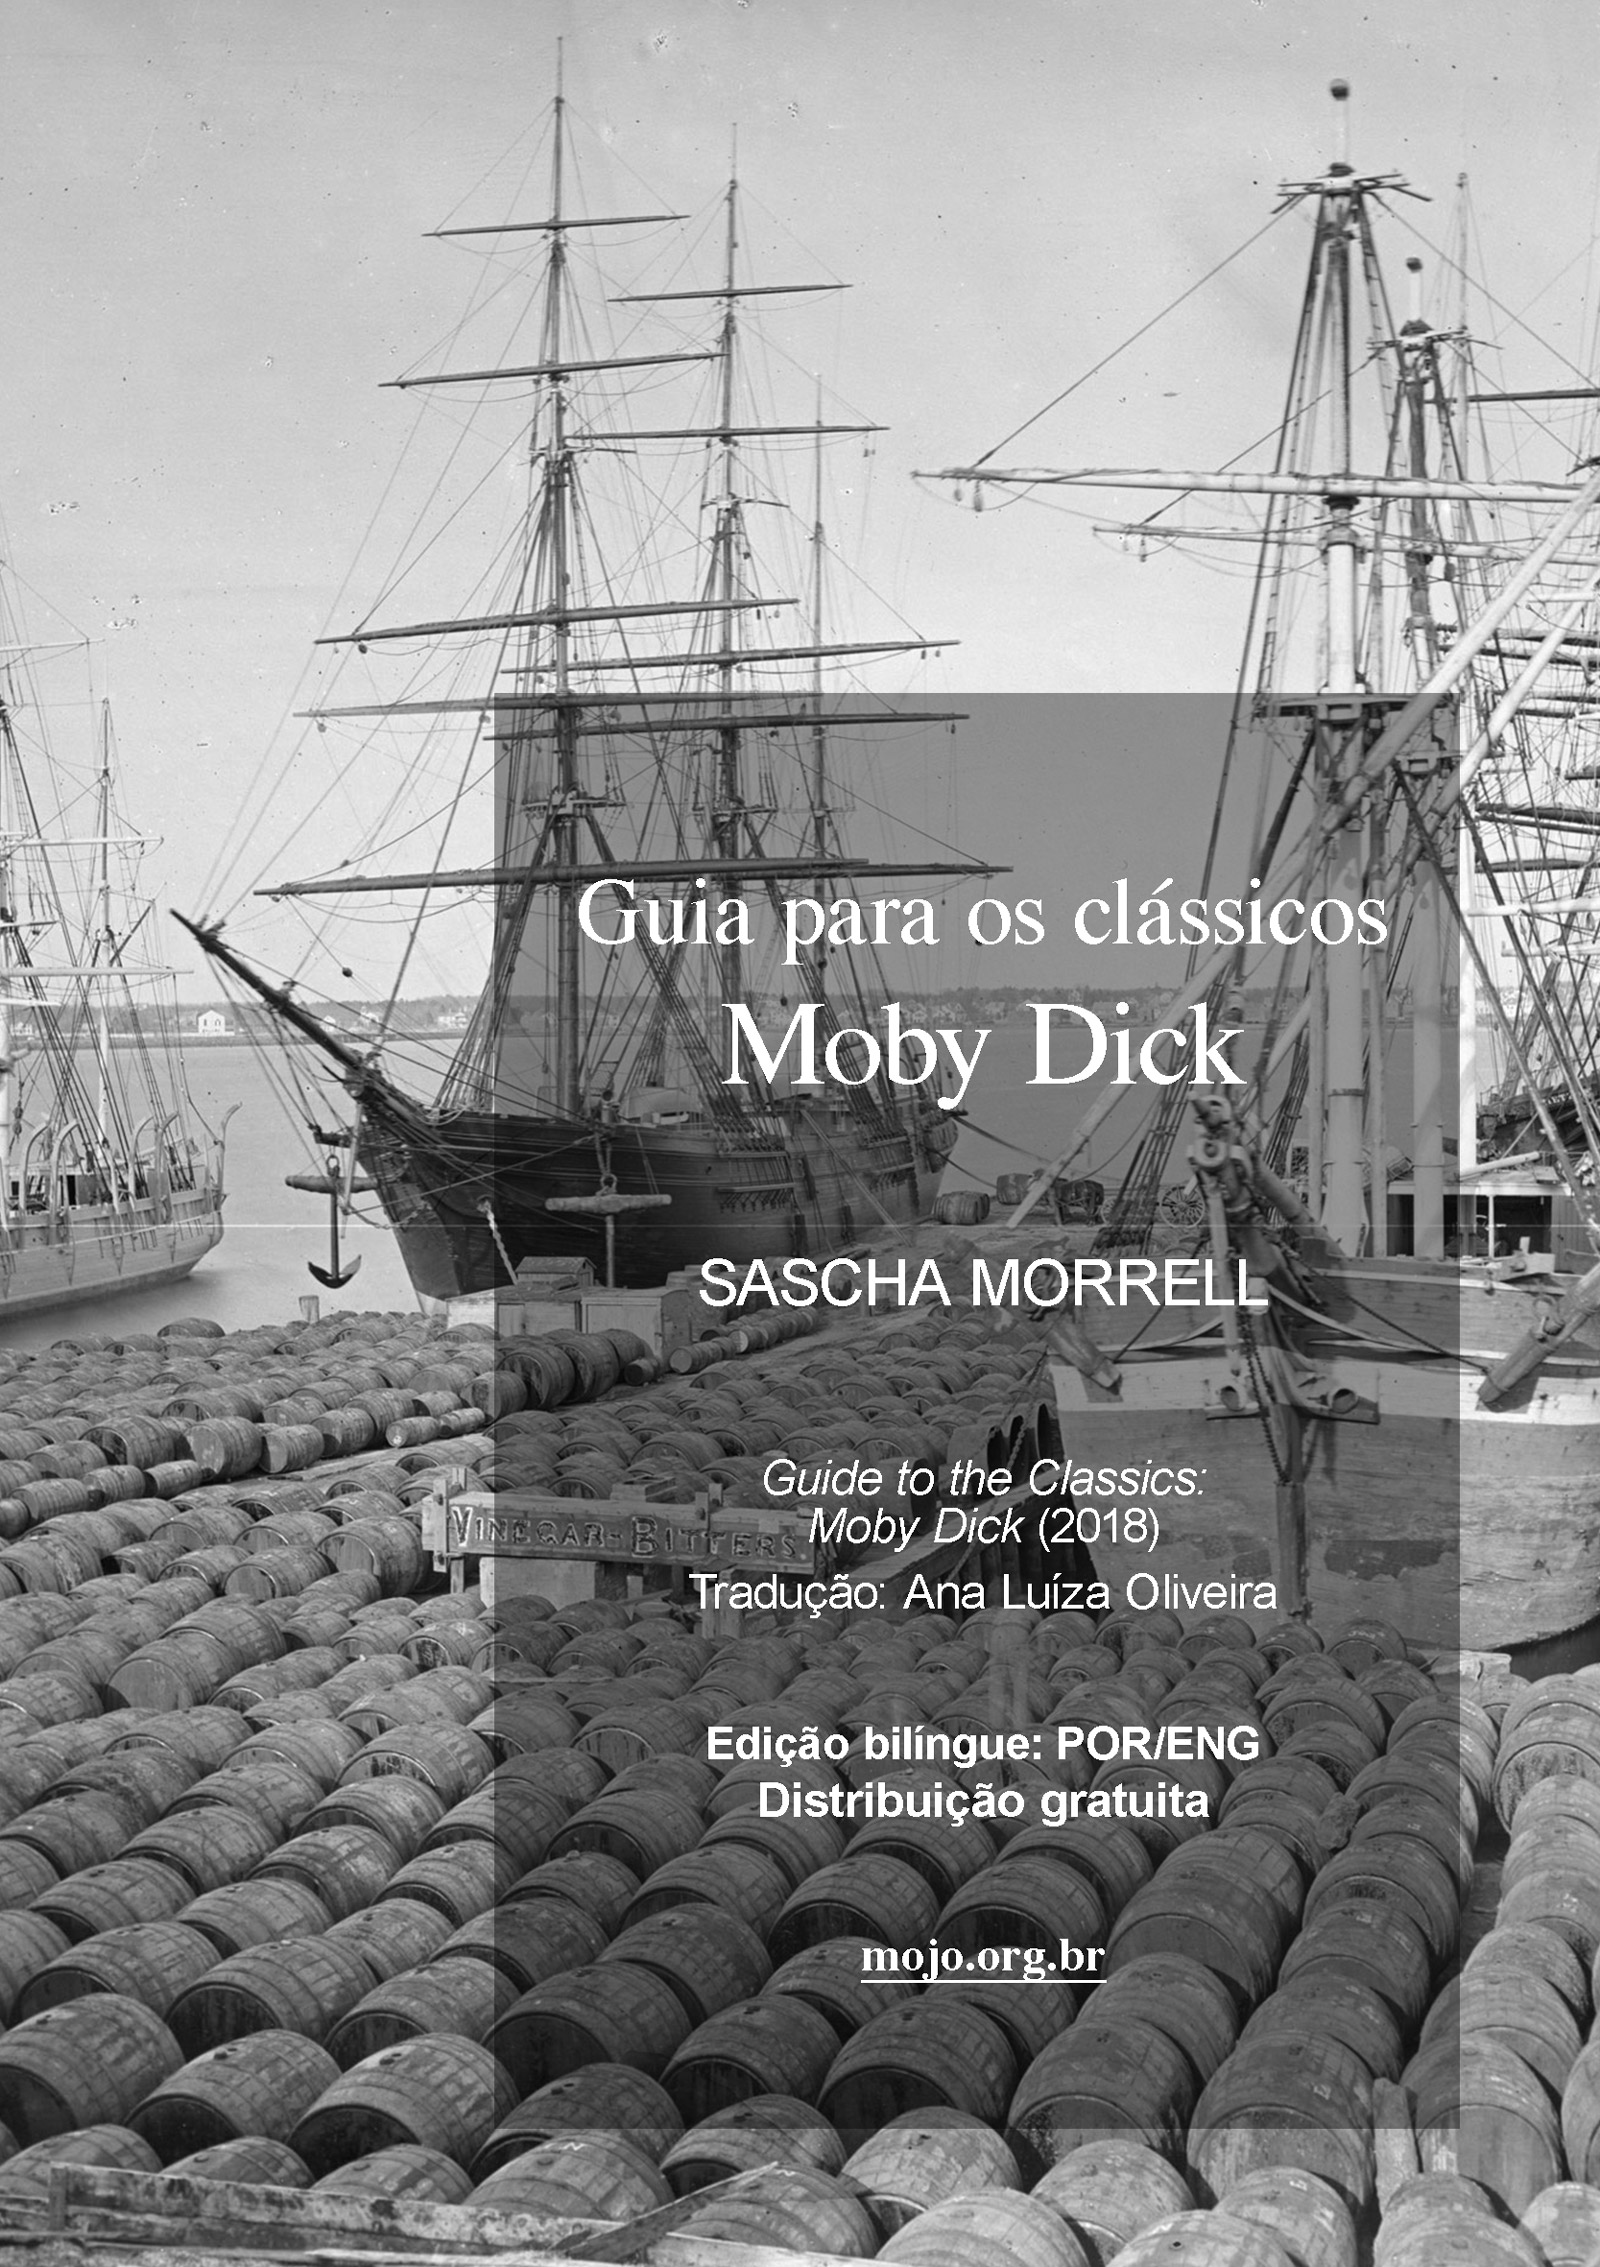 Guia para os clássicos
Moby Dick
SASCHA MORRELL
Guide to the Classics:
Moby Dick (2018)
VINEGAR-BITTERS.
Tradução: Ana Luíza Oliveira
Edição bilíngue: POR/ENG
Distribuição gratuita
mojo.org.br